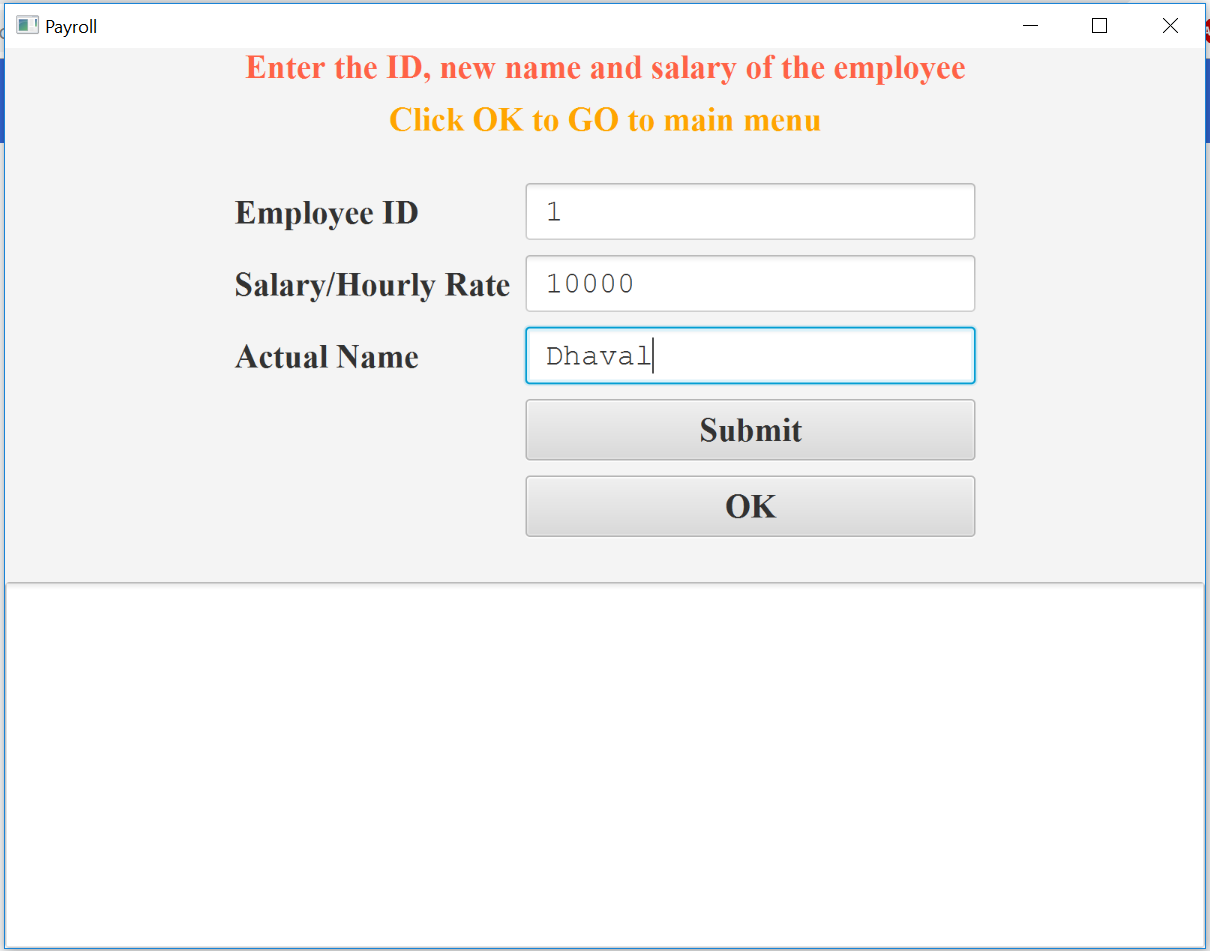 Payroll
Enter the ID, new name and salary of the employee
Click OK to GO to main menu
Employee ID 1
Salary/Hourly Rate 10000
Actual Name Dhaval
Submit
OK